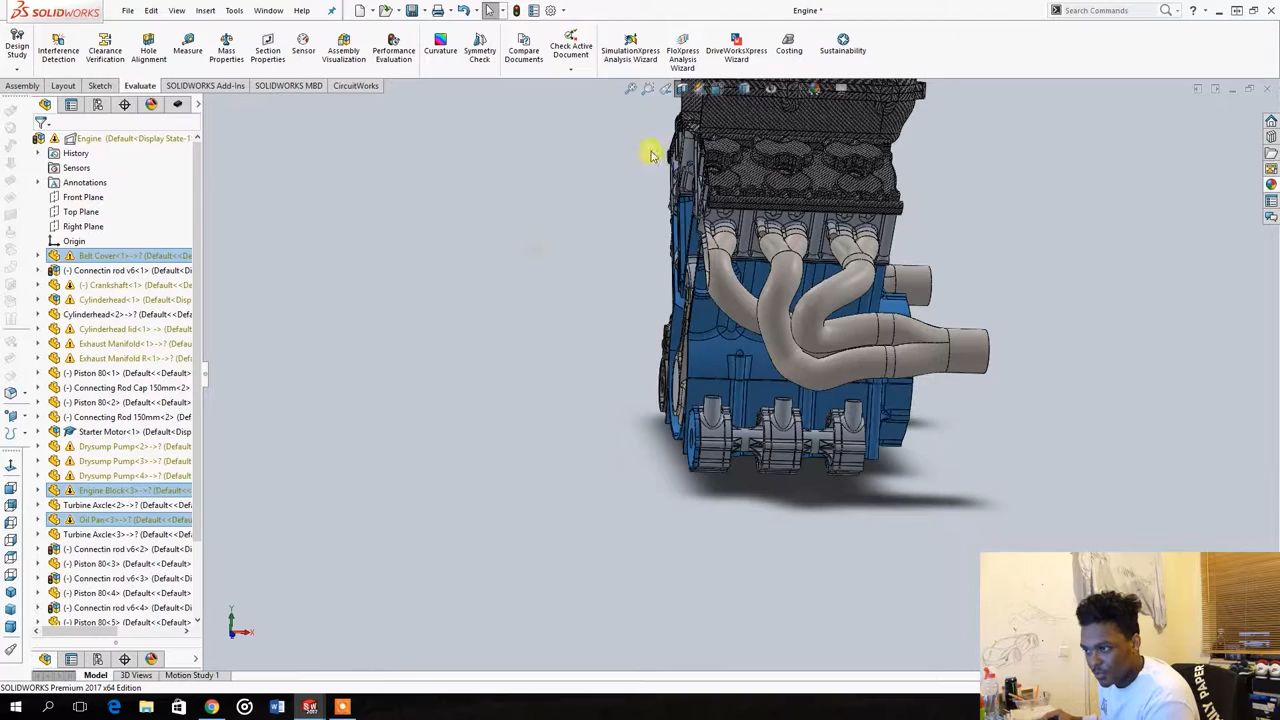 SOLIDWORKS
File Edit View Insert Tools Window Help
Engine *
Search Commands
Design Study
Interference Detection
Clearance Verification
Hole Alignment
Measure
Mass Properties
Section Properties
Sensor
Assembly Visualization
Performance Evaluation
Curvature
Symmetry Check
Compare Documents
Check Active Document
SimulationXpress Analysis Wizard
FloXpress Analysis Wizard
DriveWorksXpress Wizard
Costing
Sustainability
Assembly Layout Sketch Evaluate SOLIDWORKS Add-Ins SOLIDWORKS MBD CircuitWorks
Engine (Default<Display State-1
History
Sensors
Annotations
Front Plane
Top Plane
Right Plane
Origin
Belt Cover<1>->? (Default<<De
(-) Connectin rod v6<1> (Default<Di
(-) Crankshaft<1> (Default<
Cylinderhead<1> (Default<Disp
Cylinderhead<2>->? (Default<<Def
Cylinderhead lid<1> -> (Default
Exhaust Manifold<1> -> (Defaul
Exhaust Manifold R<1> (Default
(-) Piston 80<1> (Default<<Default>
(-) Connecting Rod Cap 150mm<2>
(-) Piston 80<2> (Default<<Default>
(-) Connecting Rod 150mm<2>
Starter Motor<1> (Default<Disp
Drysump Pump<2>->? (Default
Drysump Pump<3>->? (Default
Drysump Pump<4>->? (Default
Engine Block<3>->? (Default<<
Turbine Axcle<2>->? (Default<<Defa
Oil Pan<3>->? (Default<<Defau
Turbine Axcle<3>->? (Default<<Defa
(-) Connectin rod v6<2> (Default<Di
(-) Piston 80<3> (Default<<Default>
(-) Connectin rod v6<3> (Default<Di
(-) Piston 80<4> (Default<<Default>
(-) Connectin rod v6<4> (Default<Di
(-) Piston 80<5> (Default<<Default>
Y
X
Model 3D Views Motion Study 1
SOLIDWORKS Premium 2017 x64 Edition